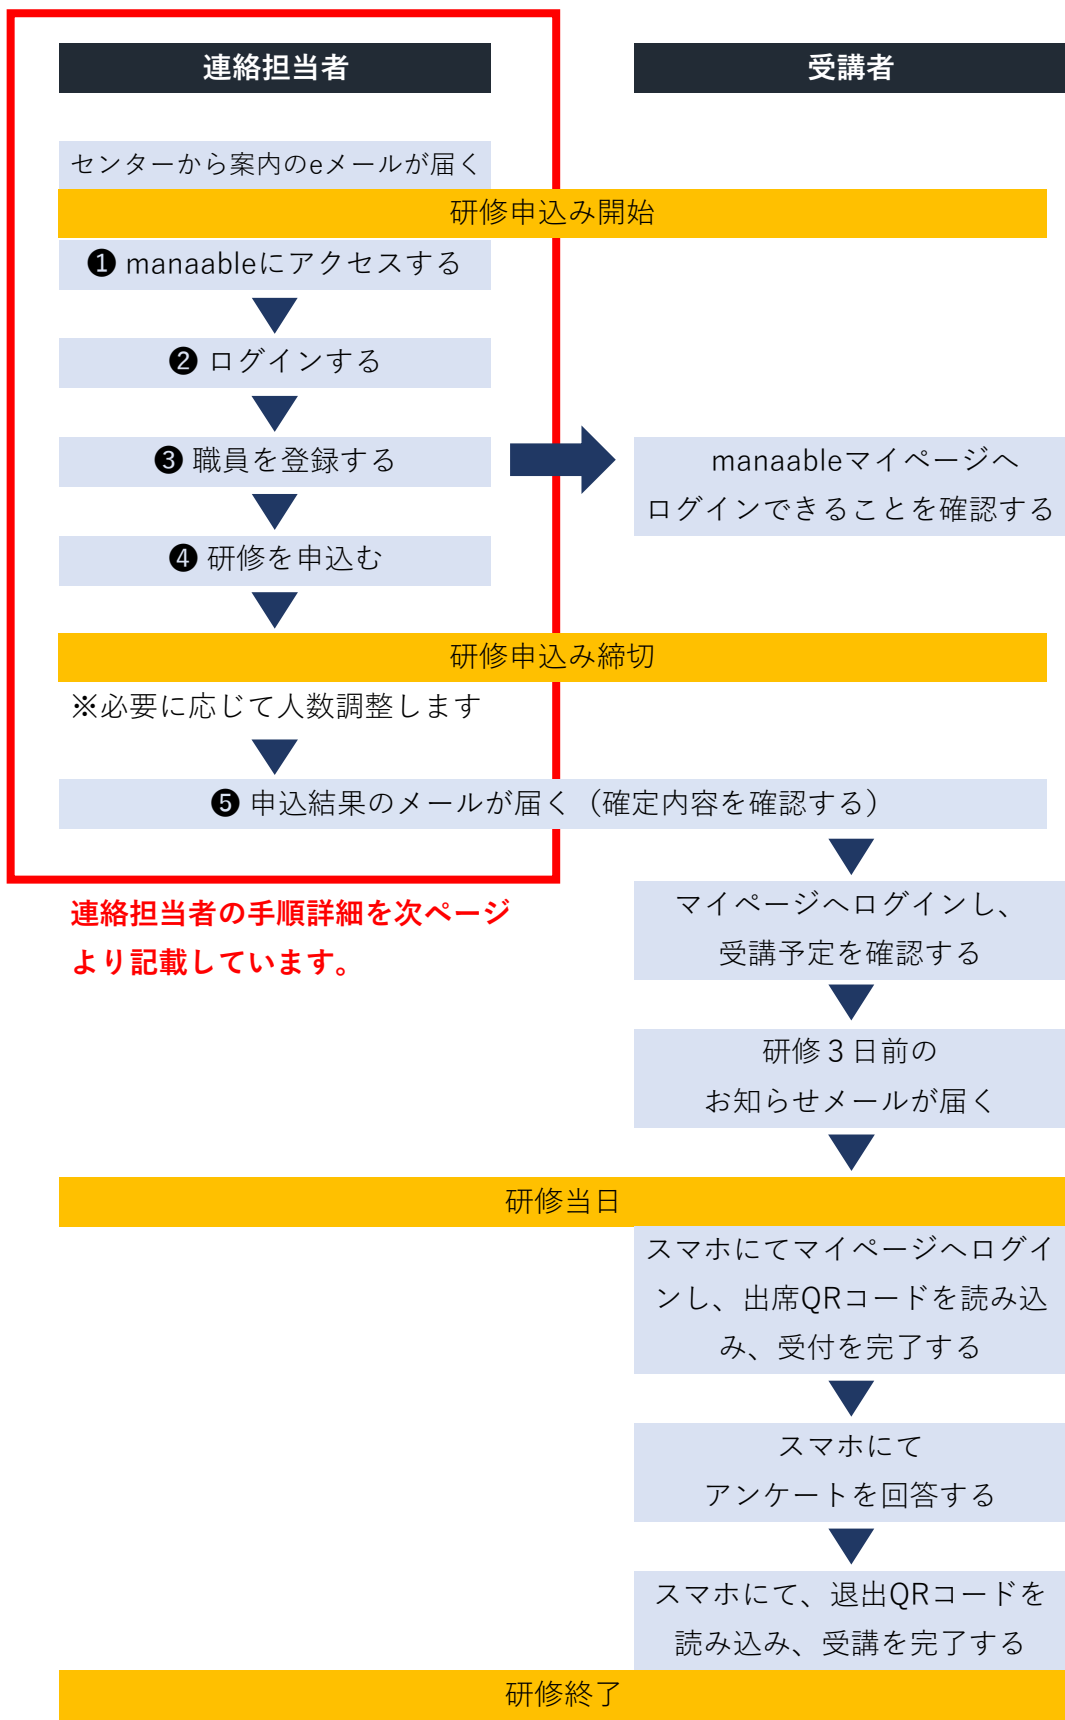 連絡担当者
受講者
センターから案内のeメールが届く
研修申込み開始
❶ manaableにアクセスする
❷ ログインする
❸ 職員を登録する
manaableマイページへ
ログインできることを確認する
❹ 研修を申込む
研修申込み締切
※必要に応じて人数調整します
❺ 申込結果のメールが届く（確定内容を確認する）
連絡担当者の手順詳細を次ページ
より記載しています。
マイページへログインし、
受講予定を確認する
研修３日前の
お知らせメールが届く
研修当日
スマホにてマイページへログイ
ンし、出席QRコードを読み込
み、受付を完了する
スマホにて
アンケートを回答する
スマホにて、退出QRコードを
読み込み、受講を完了する
研修終了